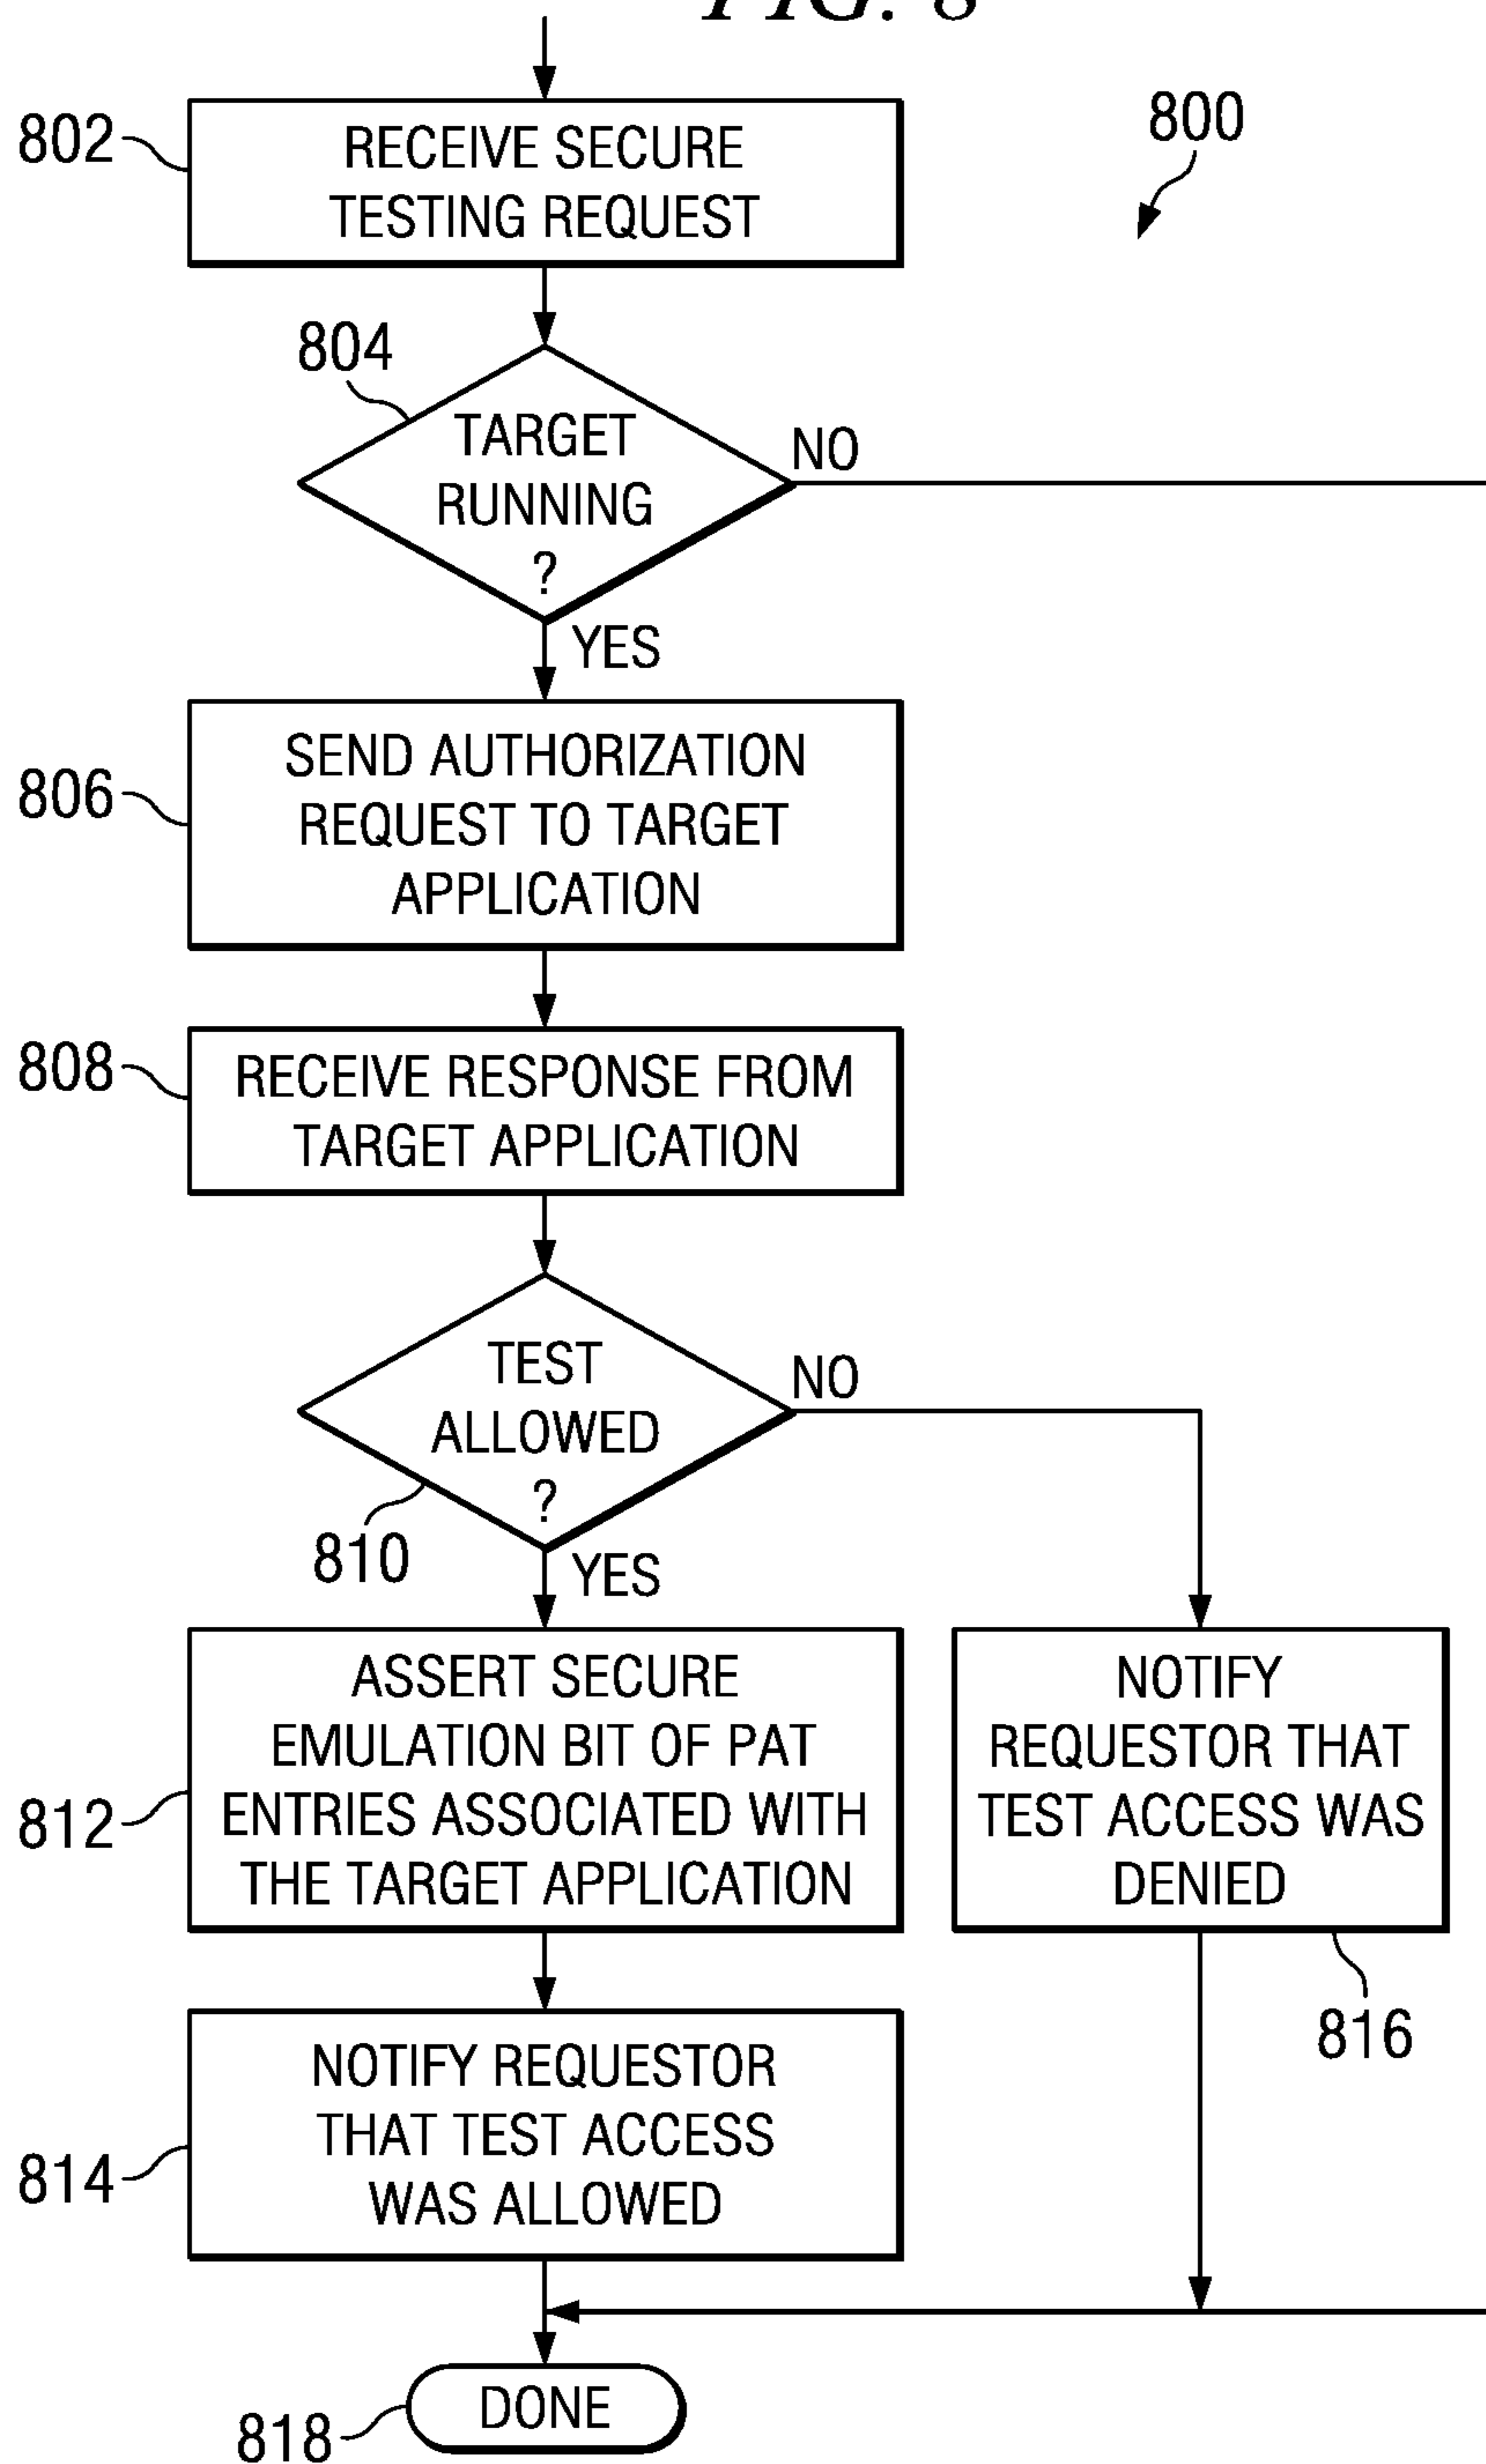 FIG. 8
800
802
RECEIVE SECURE
TESTING REQUEST
804
TARGET
RUNNING
?
NO
YES
806
SEND AUTHORIZATION
REQUEST TO TARGET
APPLICATION
808
RECEIVE RESPONSE FROM
TARGET APPLICATION
TEST
ALLOWED
?
NO
810
YES
812
ASSERT SECURE
EMULATION BIT OF PAT
ENTRIES ASSOCIATED WITH
THE TARGET APPLICATION
NOTIFY
REQUESTOR THAT
TEST ACCESS WAS
DENIED
816
814
NOTIFY REQUESTOR
THAT TEST ACCESS
WAS ALLOWED
DONE
818